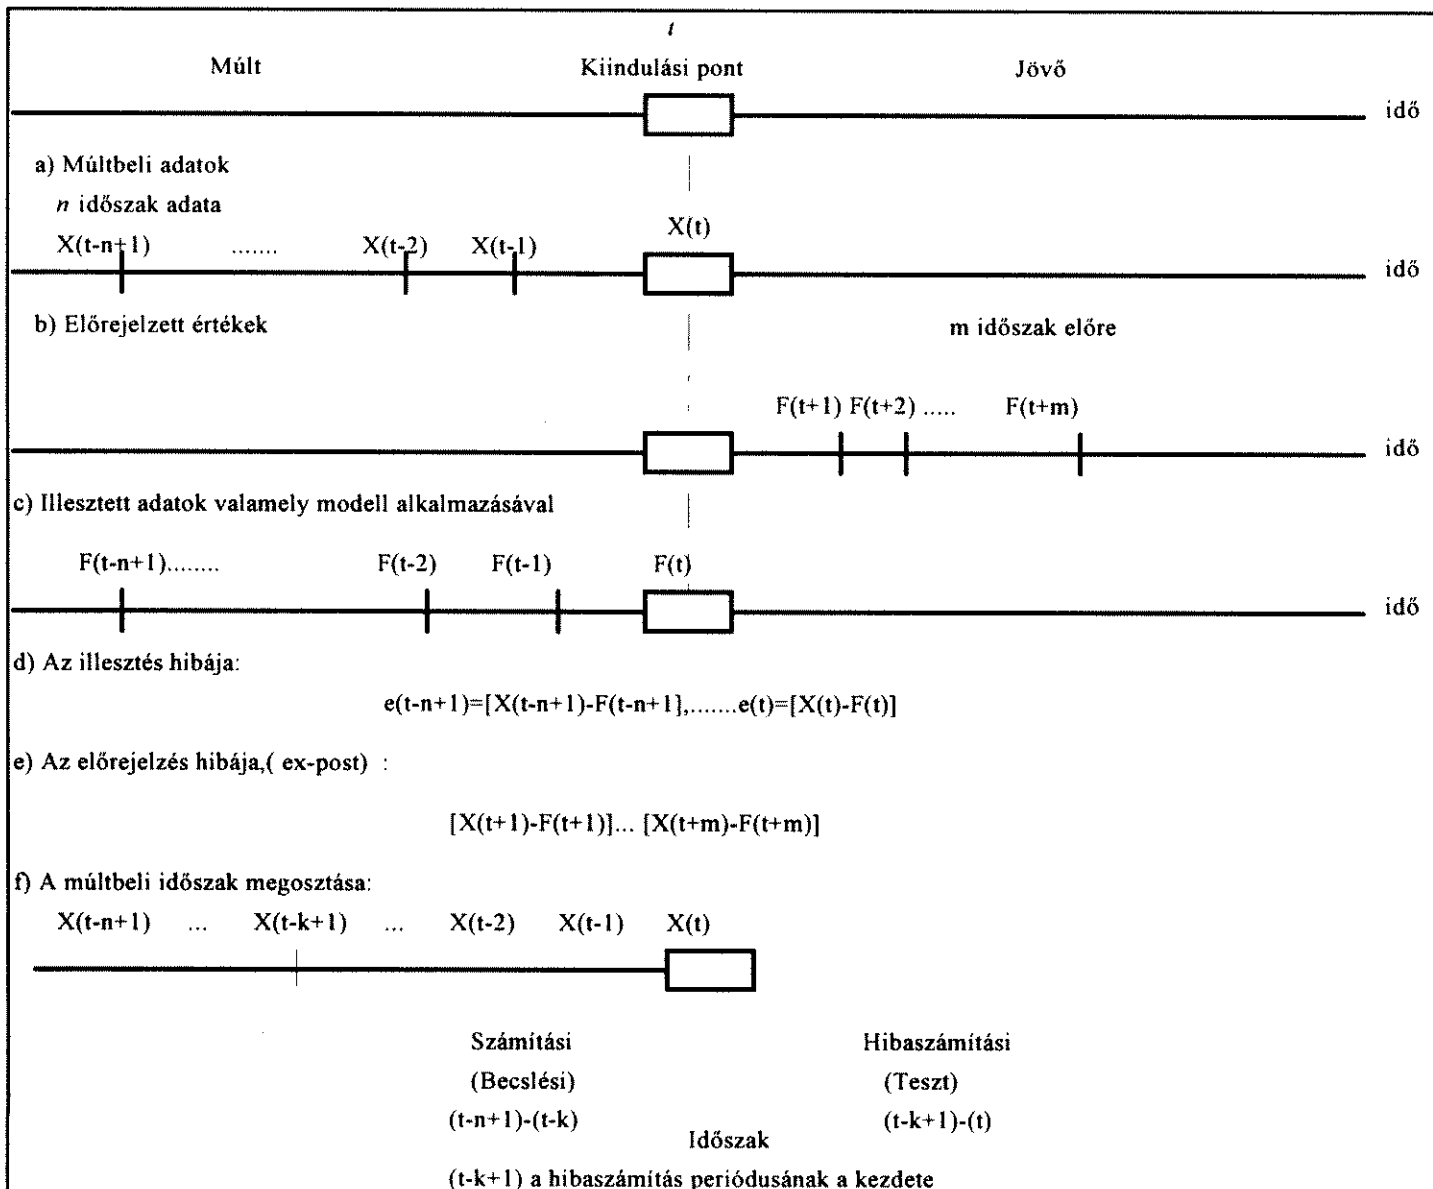 t
Múlt Kiindulási pont Jövő
idő
a) Múltbeli adatok
n időszak adata
X(t-n+1) ....... X(t-2) X(t-1) X(t)
idő
b) Előrejelzett értékek m időszak előre
F(t+1) F(t+2) ..... F(t+m)
idő
c) Illesztett adatok valamely modell alkalmazásával
F(t-n+1)........ F(t-2) F(t-1) F(t)
idő
d) Az illesztés hibája:
e(t-n+1)=[X(t-n+1)-F(t-n+1],.......e(t)=[X(t)-F(t)]
e) Az előrejelzés hibája,( ex-post) :
[X(t+1)-F(t+1)]... [X(t+m)-F(t+m)]
f) A múltbeli időszak megosztása:
X(t-n+1) ... X(t-k+1) ... X(t-2) X(t-1) X(t)
Számítási Hibaszámítási
(Becslési) (Teszt)
(t-n+1)-(t-k) (t-k+1)-(t)
Időszak
(t-k+1) a hibaszámítás periódusának a kezdete